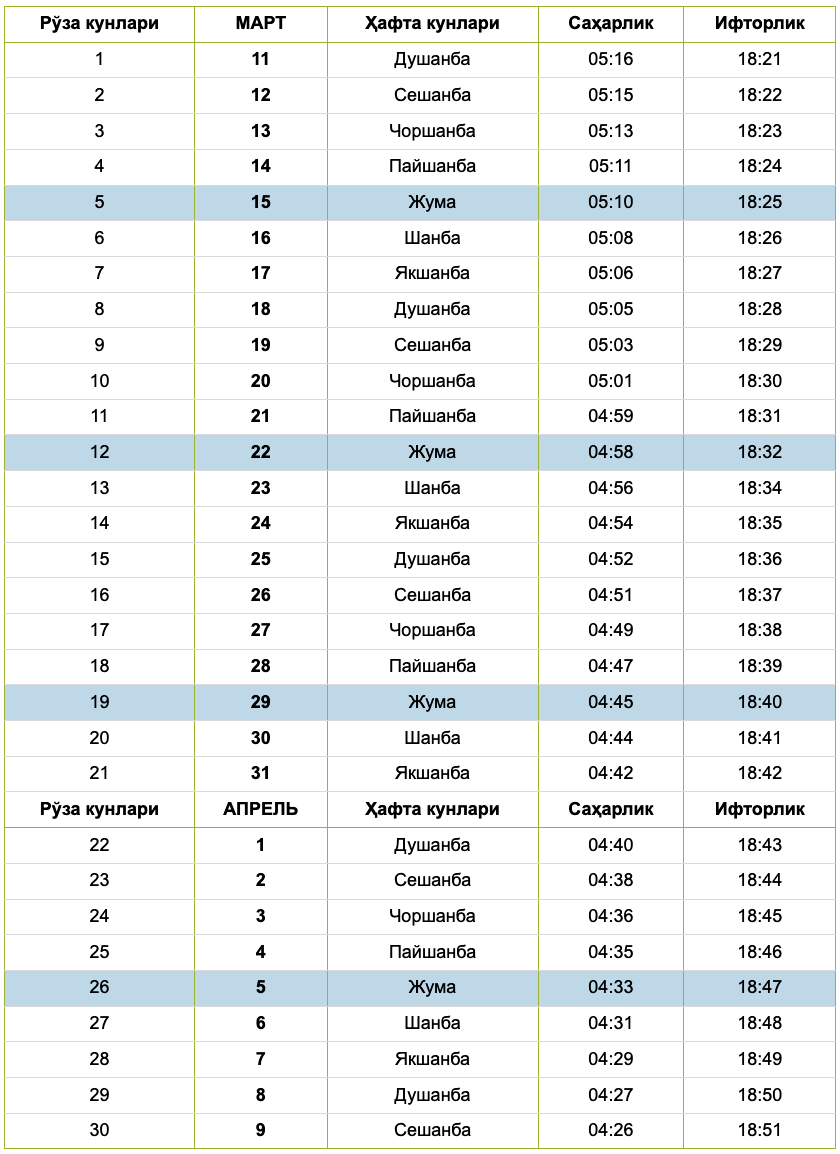 Рўза кунлари МАРТ Ҳафта кунлари Саҳарлик Ифторлик
1 11 Душанба 05:16 18:21
2 12 Сешанба 05:15 18:22
3 13 Чоршанба 05:13 18:23
4 14 Пайшанба 05:11 18:24
5 15 Жума 05:10 18:25
6 16 Шанба 05:08 18:26
7 17 Якшанба 05:06 18:27
8 18 Душанба 05:05 18:28
9 19 Сешанба 05:03 18:29
10 20 Чоршанба 05:01 18:30
11 21 Пайшанба 04:59 18:31
12 22 Жума 04:58 18:32
13 23 Шанба 04:56 18:34
14 24 Якшанба 04:54 18:35
15 25 Душанба 04:52 18:36
16 26 Сешанба 04:51 18:37
17 27 Чоршанба 04:49 18:38
18 28 Пайшанба 04:47 18:39
19 29 Жума 04:45 18:40
20 30 Шанба 04:44 18:41
21 31 Якшанба 04:42 18:42
Рўза кунлари АПРЕЛЬ Ҳафта кунлари Саҳарлик Ифторлик
22 1 Душанба 04:40 18:43
23 2 Сешанба 04:38 18:44
24 3 Чоршанба 04:36 18:45
25 4 Пайшанба 04:35 18:46
26 5 Жума 04:33 18:47
27 6 Шанба 04:31 18:48
28 7 Якшанба 04:29 18:49
29 8 Душанба 04:27 18:50
30 9 Сешанба 04:26 18:51